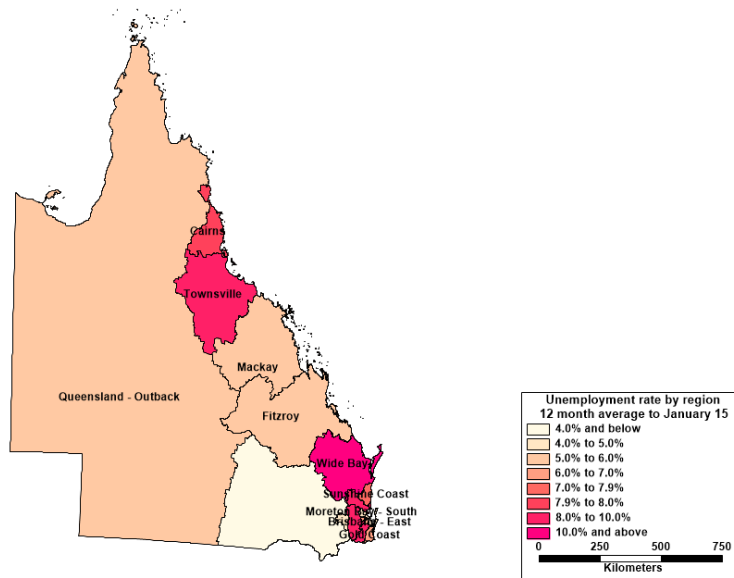 Cairns
Townsville
Mackay
Queensland - Outback
Fitzroy
Wide Bay
Sunshine Coast
Moreton Bay - South
Brisbane - East
Gold Coast
Unemployment rate by region
12 month average to January 15
4.0% and below
4.0% to 5.0%
5.0% to 6.0%
6.0% to 7.0%
7.0% to 7.9%
7.9% to 8.0%
8.0% to 10.0%
10.0% and above
0 250 500 750
Kilometers